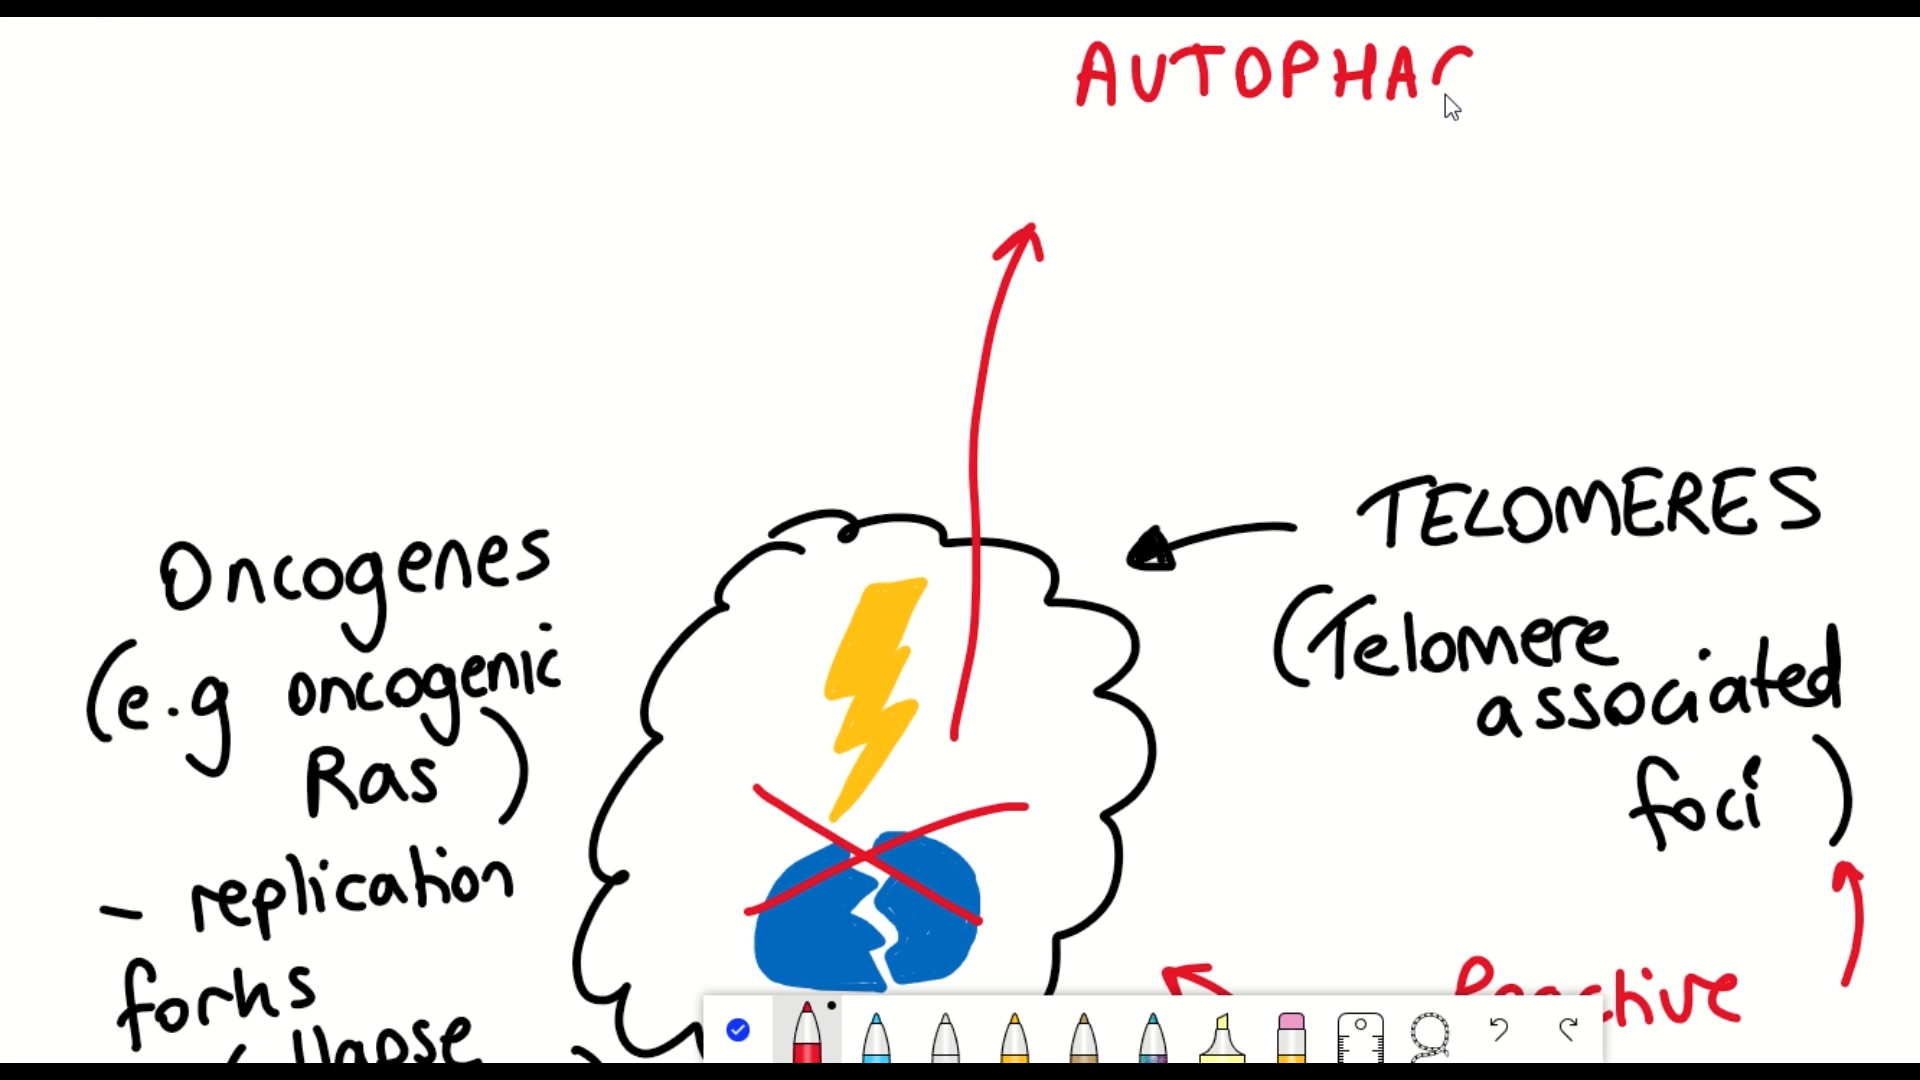 AUTOPHA
Oncogenes
(e.g oncogenic
Ras)
- replication
forks
TELOMERES
(Telomere
associated
foci)